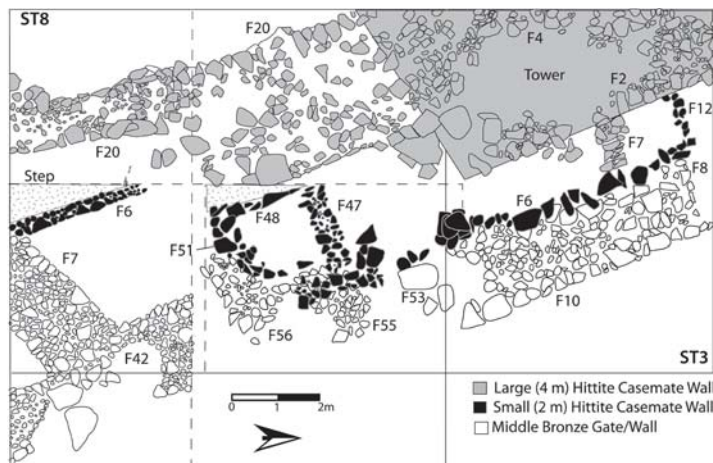 ST8
F20
F4
Tower
F2
F12
F20
F7
F8
Step
F6
F48
F47
F6
F51
F7
F53
F10
F56
F55
F42
ST3
0 1 2m
Large (4 m) Hittite Casemate Wall
Small (2 m) Hittite Casemate Wall
Middle Bronze Gate/Wall